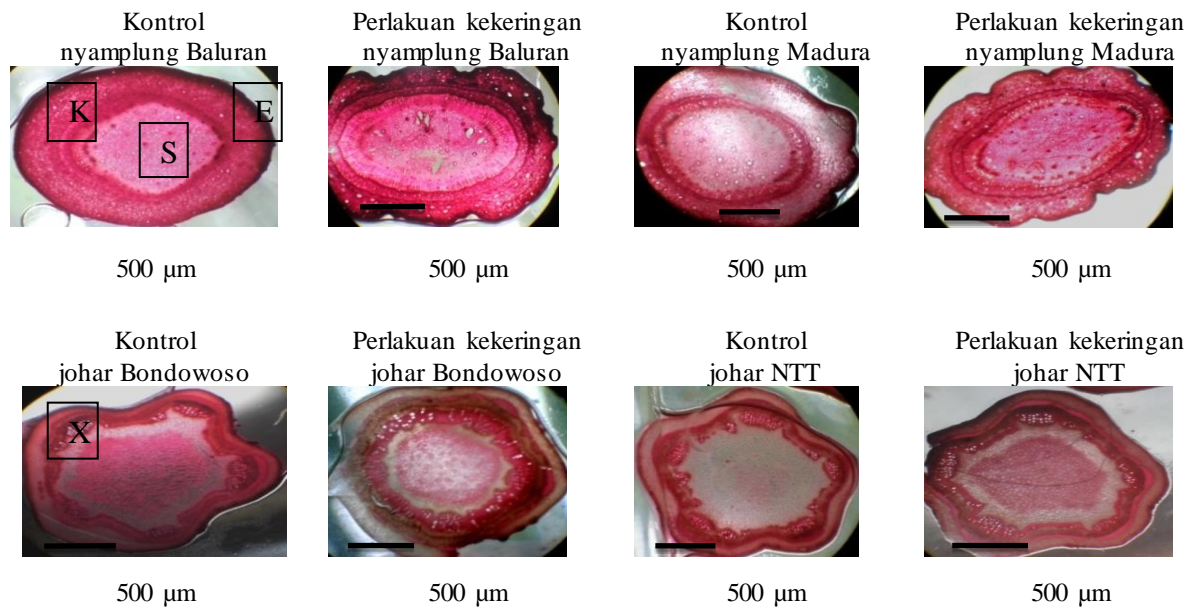 Kontrol
nyamplung Baluran
Perlakuan kekeringan
nyamplung Baluran
Kontrol
nyamplung Madura
Perlakuan kekeringan
nyamplung Madura
K
E
S
500 µm
500 µm
500 µm
500 µm
Kontrol
johar Bondowoso
Perlakuan kekeringan
johar Bondowoso
Kontrol
johar NTT
Perlakuan kekeringan
johar NTT
X
500 µm
500 µm
500 µm
500 µm